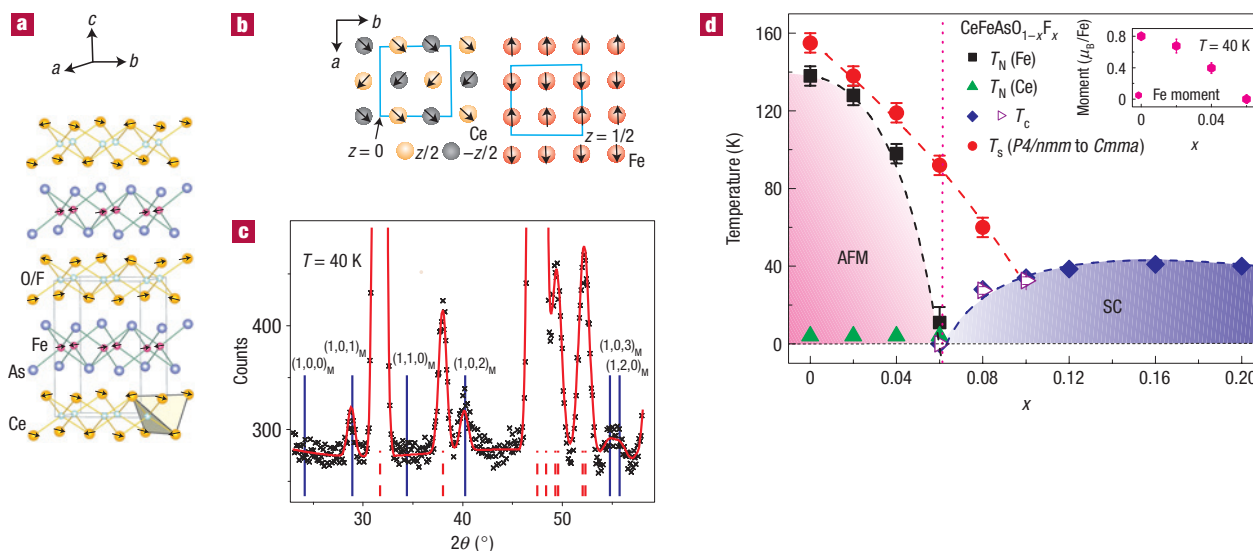 a
c
a
b
O/F
Fe
As
Ce
b
b
a
Ce
z = 0
z/2
−z/2
z = 1/2
Fe
c
T = 40 K
400
300
Counts
(1,0,0)M
(1,0,1)M
(1,1,0)M
(1,0,2)M
(1,0,3)M
(1,2,0)M
30
40
50
2θ (°)
d
CeFeAsO1–xFx
TN (Fe)
TN (Ce)
Tc
Ts (P4/nmm to Cmma)
160
120
80
40
0
Temperature (K)
AFM
SC
0
0.04
0.08
0.12
0.16
0.20
x
0.8
0.4
0
Moment (μB/Fe)
T = 40 K
Fe moment
0
0.04
x